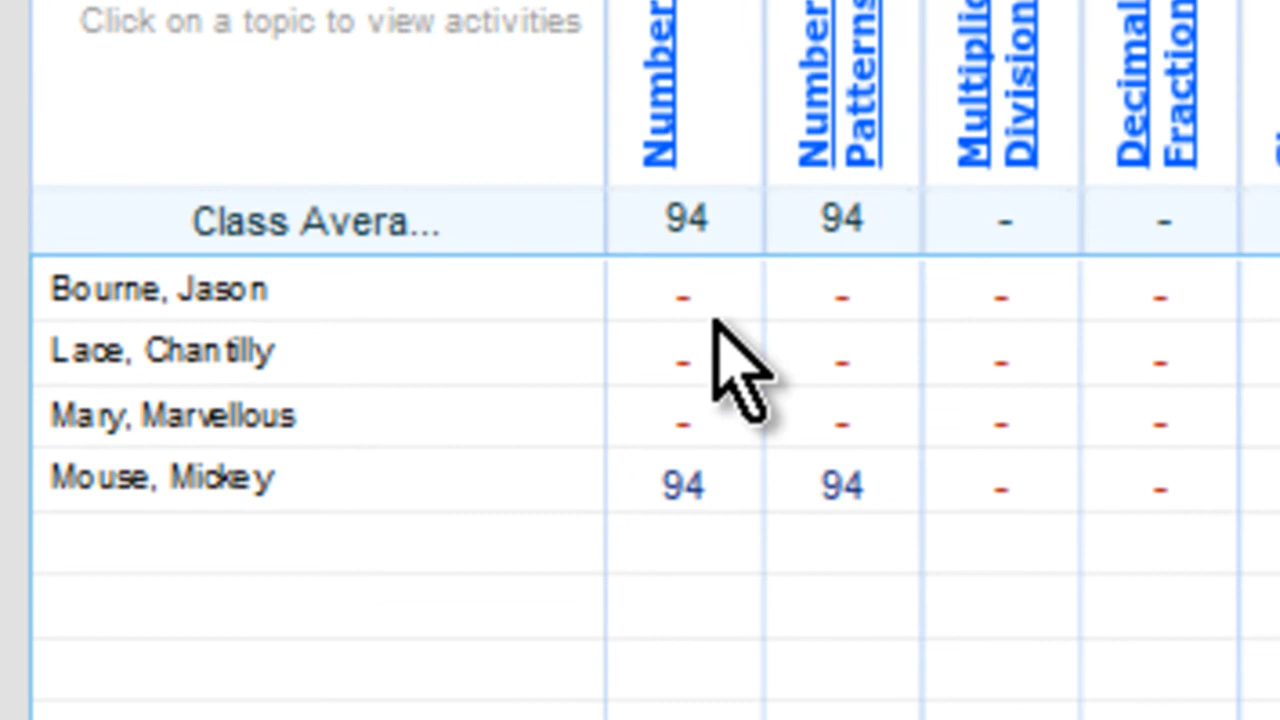 Click on a topic to view activities
Number
Number
Patterns
Division
Decimal
Fraction
Class Avera... 94 94 - -
Bourne, Jason - - - -
Lace, Chantilly - - - -
Mary, Marvellous - - - -
Mouse, Mickey 94 94 - -